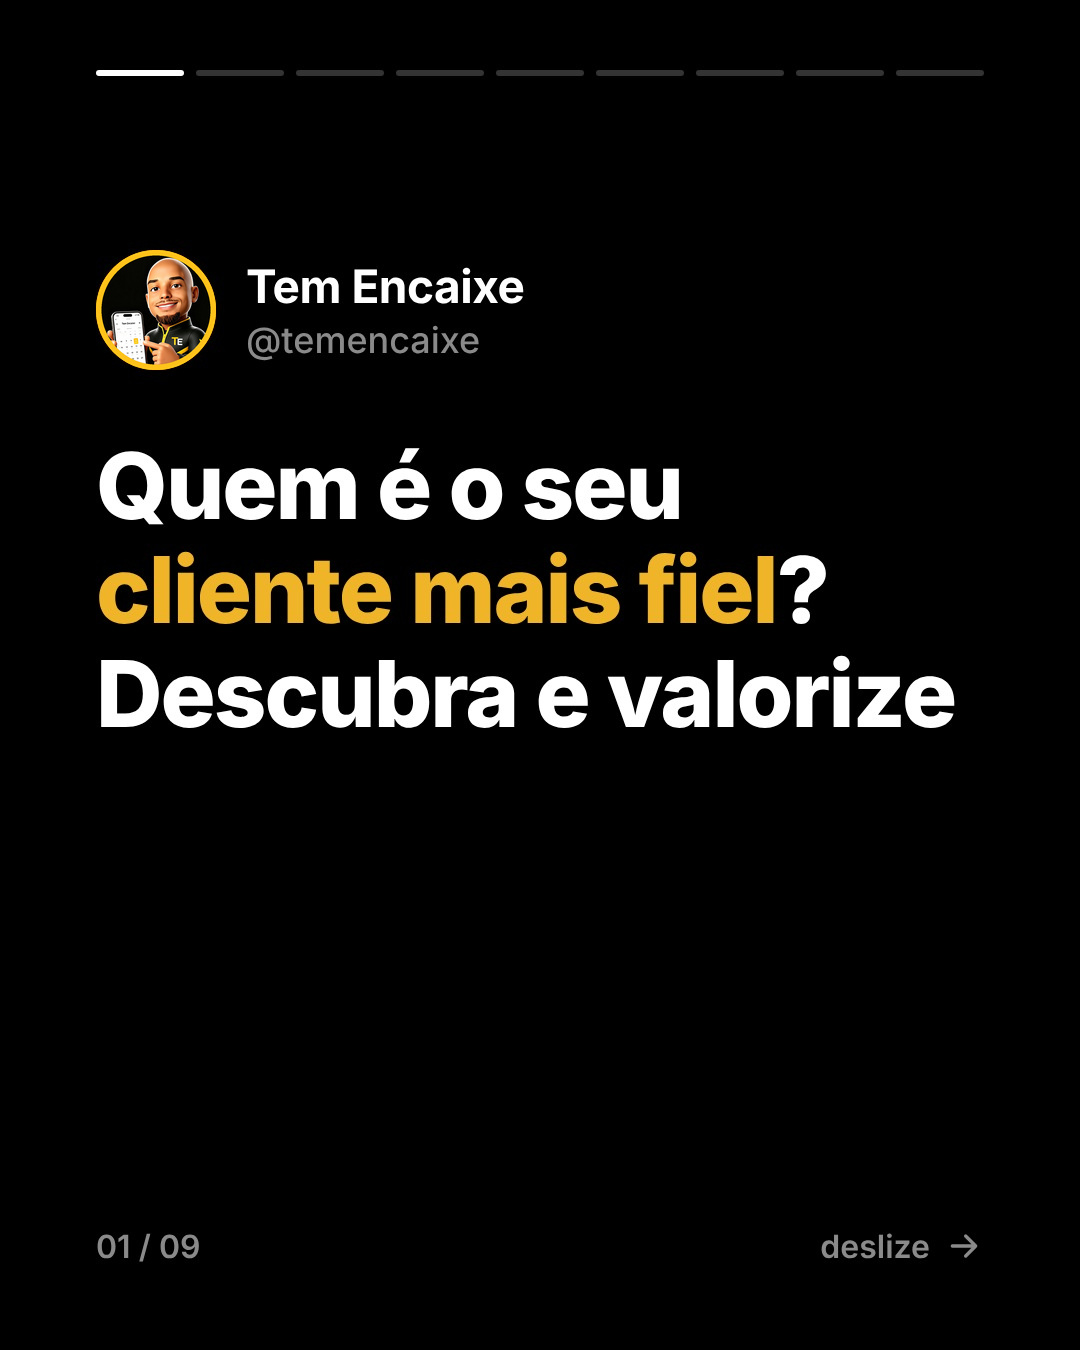 Tem Encaixe
@temencaixe
Quem é o seu
cliente mais fiel?
Descubra e valorize
01 / 09
deslize →